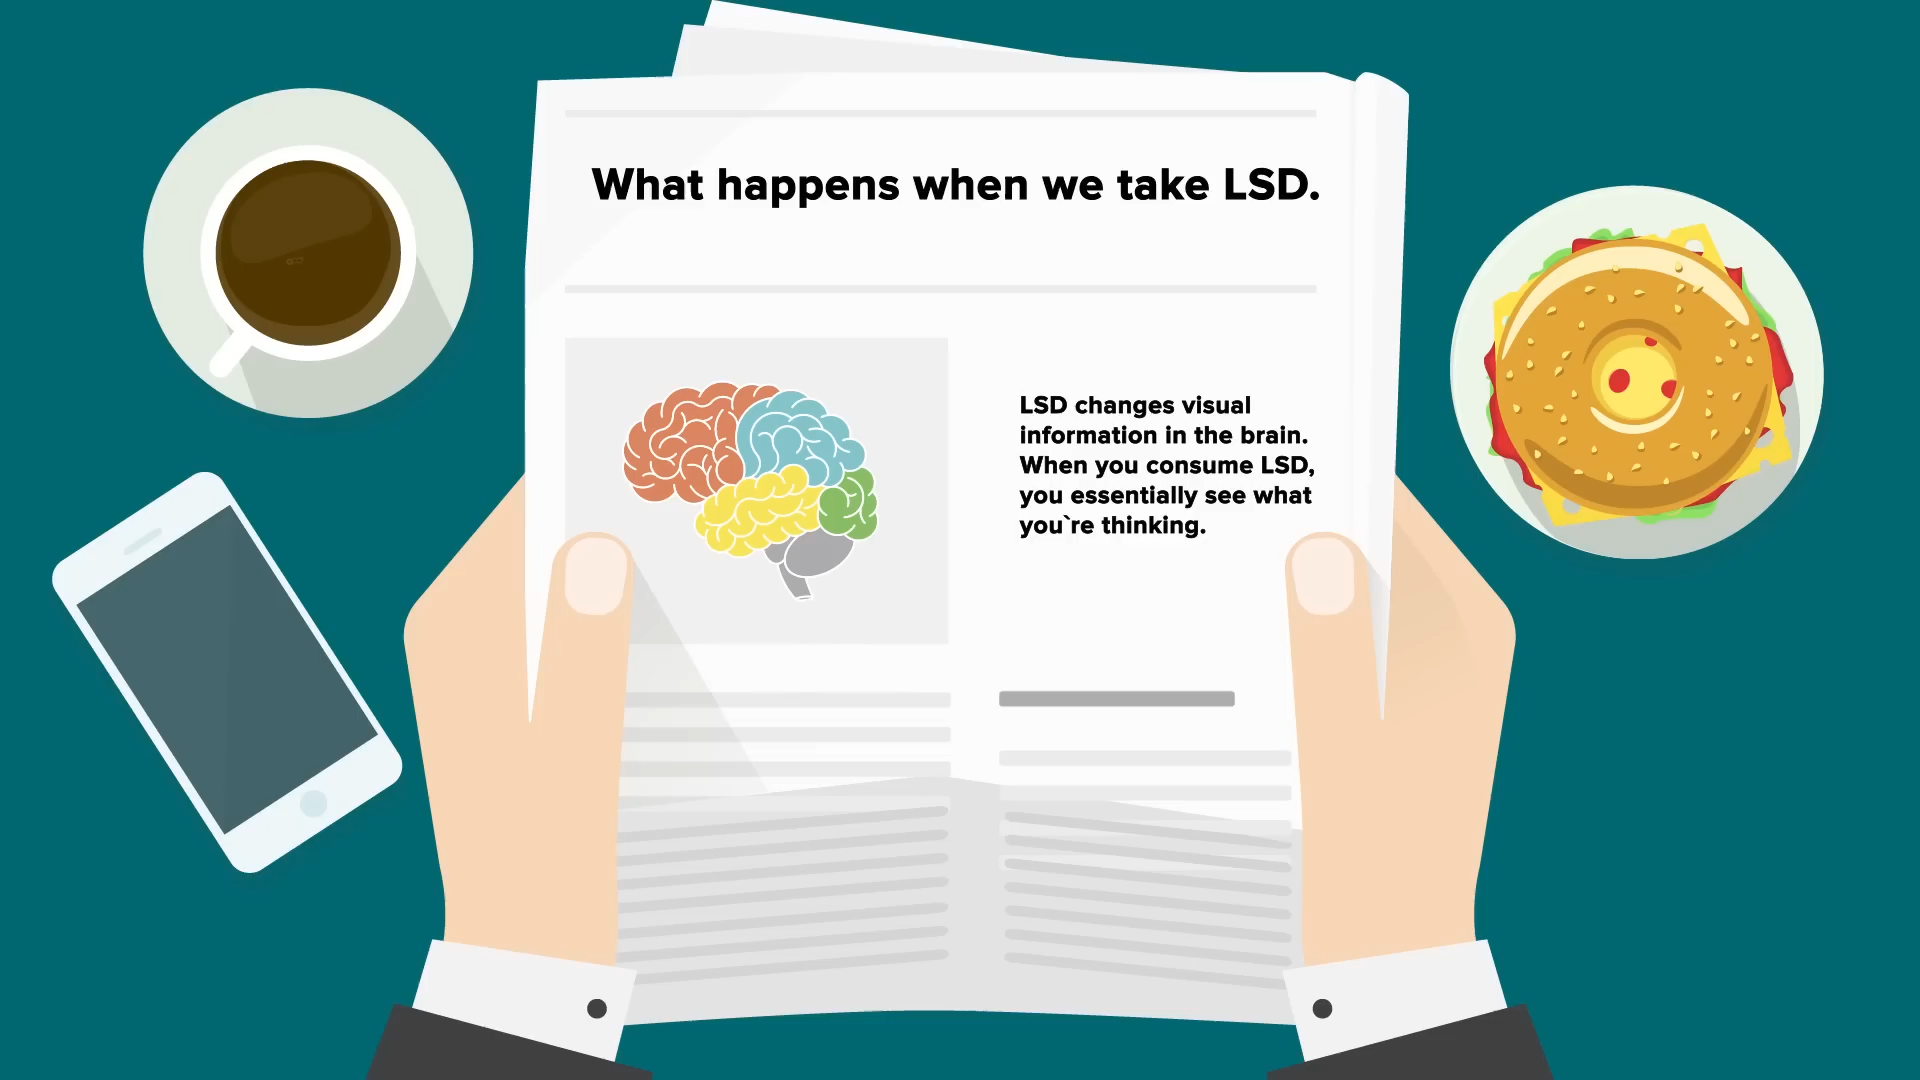 What happens when we take LSD.
LSD changes visual
information in the brain.
When you consume LSD,
you essentially see what
you`re thinking.